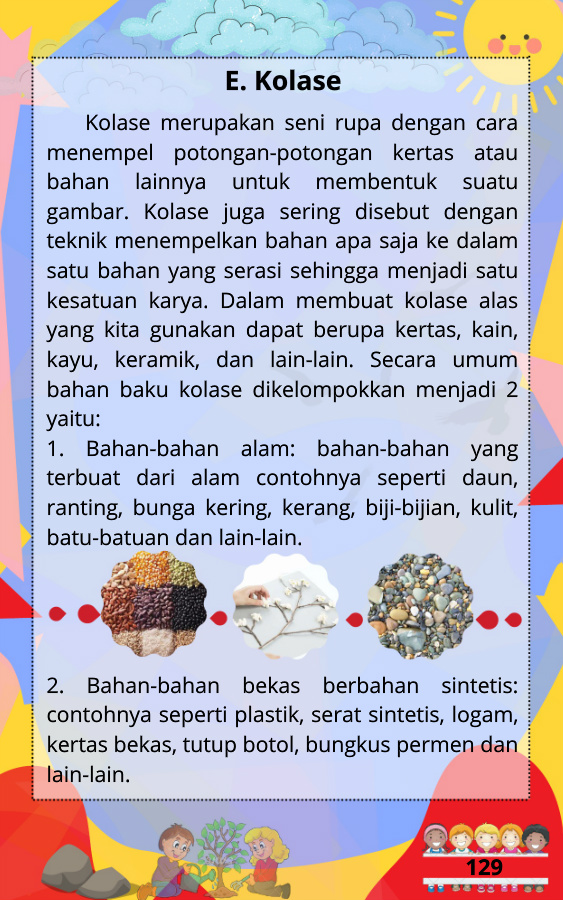 E. Kolase
Kolase merupakan seni rupa dengan cara
menempel potongan-potongan kertas atau
bahan lainnya untuk membentuk suatu
gambar. Kolase juga sering disebut dengan
teknik menempelkan bahan apa saja ke dalam
satu bahan yang serasi sehingga menjadi satu
kesatuan karya. Dalam membuat kolase alas
yang kita gunakan dapat berupa kertas, kain,
kayu, keramik, dan lain-lain. Secara umum
bahan baku kolase dikelompokkan menjadi 2
yaitu:
1. Bahan-bahan alam: bahan-bahan yang
terbuat dari alam contohnya seperti daun,
ranting, bunga kering, kerang, biji-bijian, kulit,
batu-batuan dan lain-lain.
2. Bahan-bahan bekas berbahan sintetis:
contohnya seperti plastik, serat sintetis, logam,
kertas bekas, tutup botol, bungkus permen dan
lain-lain.
129